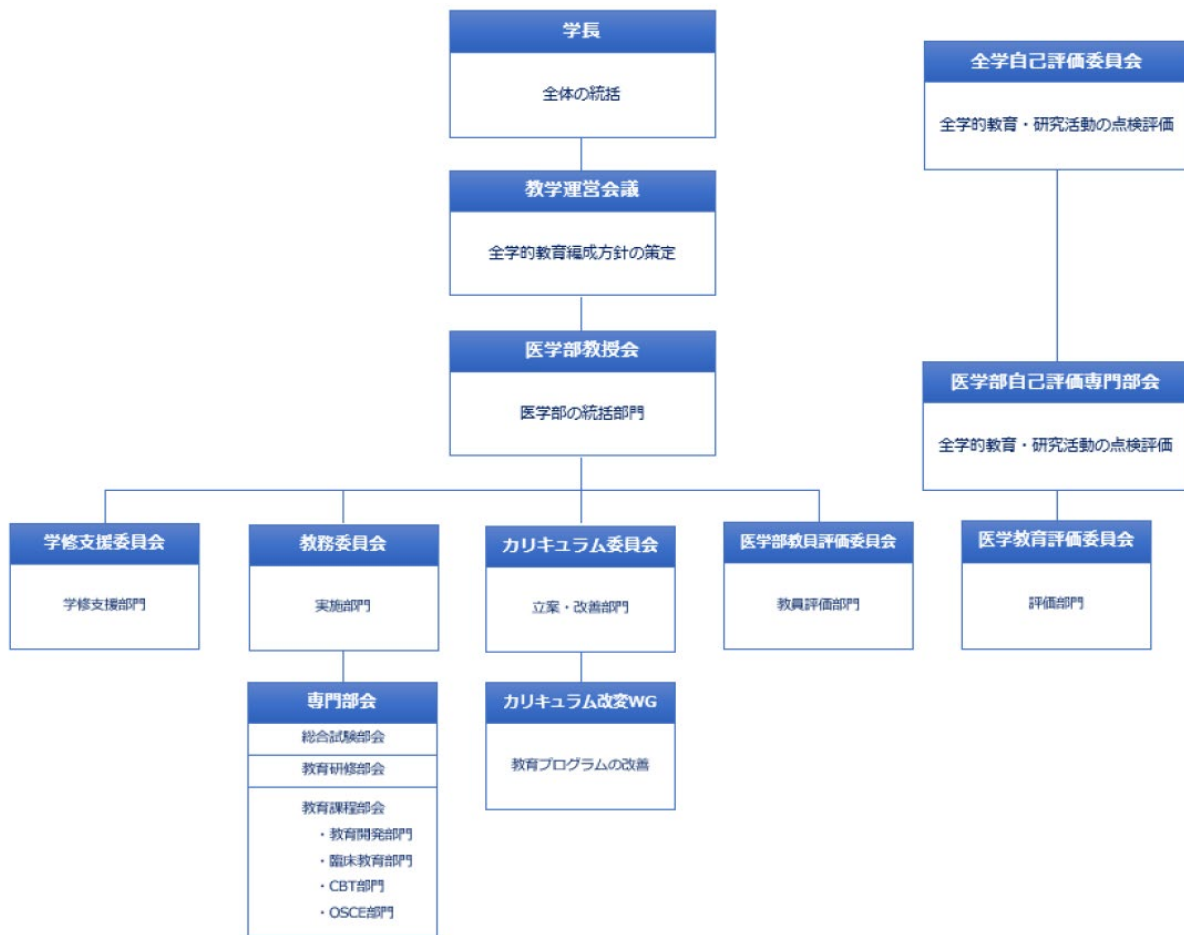 学長
全体の統括
全学自己評価委員会
全学的教育・研究活動の点検評価
教学運営会議
全学的教育編成方針の策定
医学部教授会
医学部の統括部門
医学部自己評価専門部会
全学的教育・研究活動の点検評価
学修支援委員会
学修支援部門
教務委員会
実施部門
カリキュラム委員会
立案・改善部門
医学部教員評価委員会
教員評価部門
医学教育評価委員会
評価部門
専門部会
総合試験部会
教育研修部会
教育課程部会
・教育開発部門
・臨床教育部門
・CBT部門
・OSCE部門
カリキュラム改変WG
教育プログラムの改善